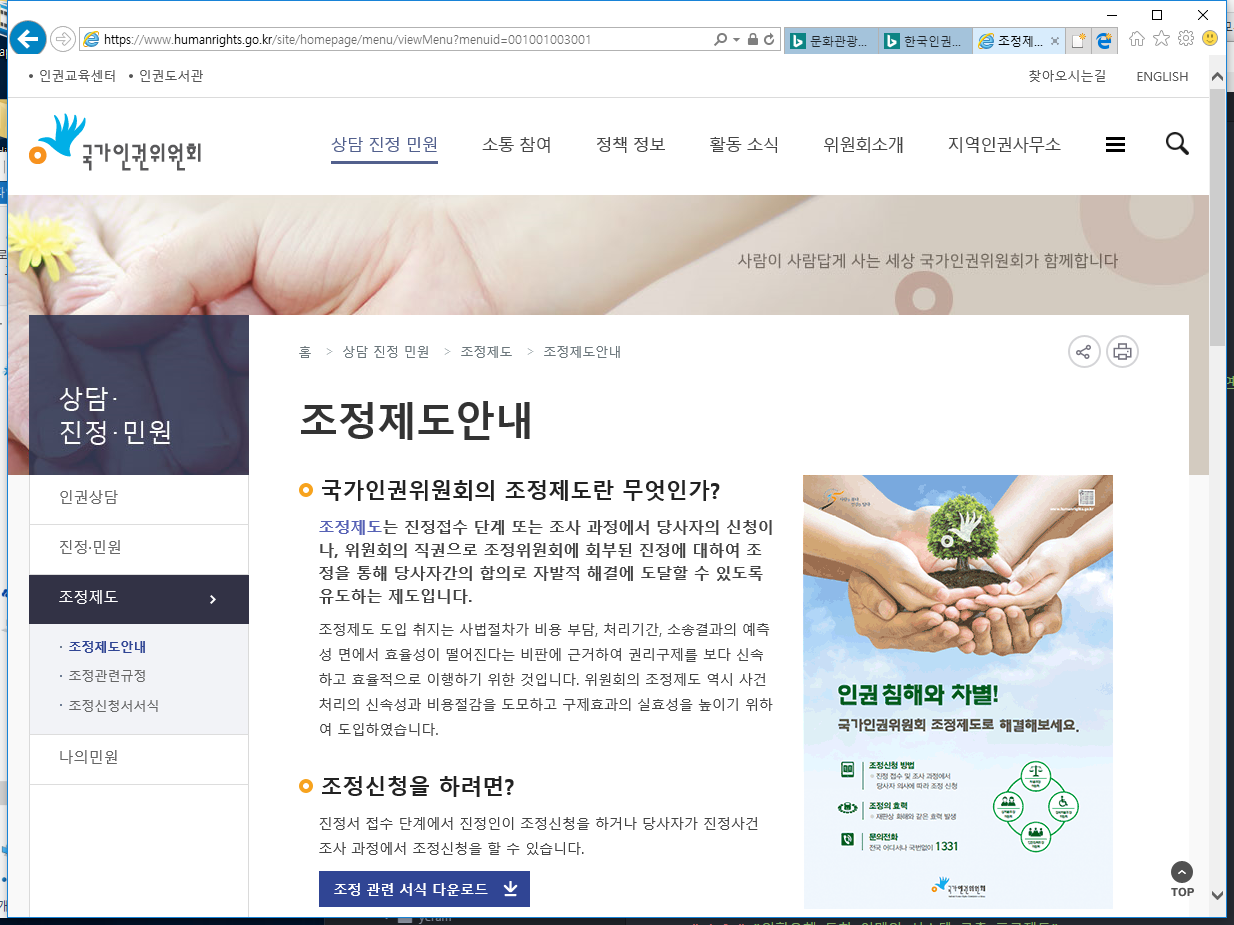 https://www.humanrights.go.kr/site/homepage/menu/viewMenu?menuid=001001003001
문화관광...
한국인권...
조정제...
인권교육센터
인권도서관
찾아오시는길
ENGLISH
국가인권위원회
상담 진정 민원
소통 참여
정책 정보
활동 소식
위원회소개
지역인권사무소
사람이 사람답게 사는 세상 국가인권위원회가 함께합니다
상담·
진정·민원
인권상담
진정·민원
조정제도
· 조정제도안내
· 조정관련규정
· 조정신청서서식
나의민원
홈 > 상담 진정 민원 > 조정제도 > 조정제도안내
조정제도안내
국가인권위원회의 조정제도란 무엇인가?
조정제도는 진정접수 단계 또는 조사 과정에서 당사자의 신청이
나, 위원회의 직권으로 조정위원회에 회부된 진정에 대하여 조
정을 통해 당사자간의 합의로 자발적 해결에 도달할 수 있도록
유도하는 제도입니다.
조정제도 도입 취지는 사법절차가 비용 부담, 처리기간, 소송결과의 예측
성 면에서 효율성이 떨어진다는 비판에 근거하여 권리구제를 보다 신속
하고 효율적으로 이행하기 위한 것입니다. 위원회의 조정제도 역시 사건
처리의 신속성과 비용절감을 도모하고 구제효과의 실효성을 높이기 위하
여 도입하였습니다.
조정신청을 하려면?
진정서 접수 단계에서 진정인이 조정신청을 하거나 당사자가 진정사건
조사 과정에서 조정신청을 할 수 있습니다.
조정 관련 서식 다운로드
인권 침해와 차별!
국가인권위원회 조정제도로 해결해보세요.
조정신청 방법
- 진정 접수 및 조사 과정에서
당사자 의사에 따라 조정 신청
조정의 효력
- 재판상 화해와 같은 효력 발생
문의전화
전국 어디서나 국번없이 1331
국가인권위원회
TOP